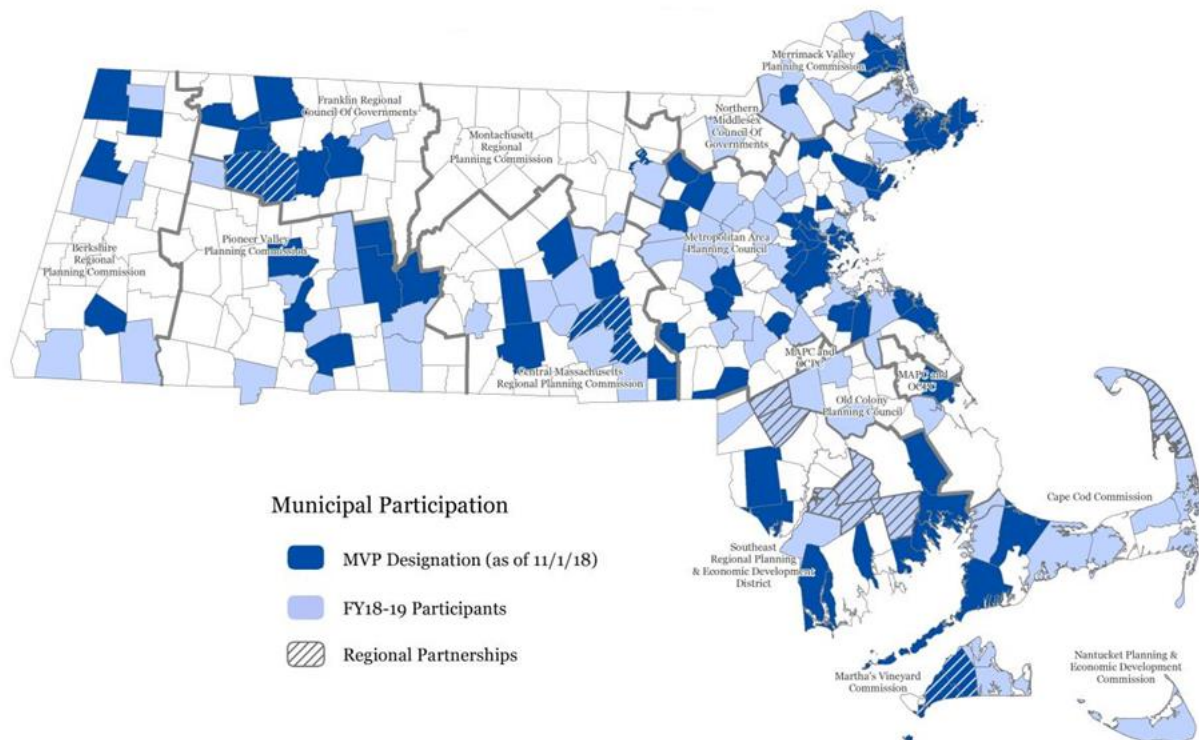 Merrimack Valley
Planning Commission
Franklin Regional
Council Of Governments
Northern
Middlesex
Council Of
Governments
Montachusett
Regional
Planning Commission
Metropolitan Area
Planning Council
Pioneer Valley
Planning Commission
Berkshire
Regional
Planning Commission
MAPC and
OCPC
Central Massachusetts
Regional Planning Commission
MAPC and
OCPC
Old Colony
Planning Council
Municipal Participation
MVP Designation (as of 11/1/18)
FY18-19 Participants
Regional Partnerships
Cape Cod Commission
Southeast
Regional Planning
& Economic Development
District
Martha's Vineyard
Commission
Nantucket Planning &
Economic Development
Commission